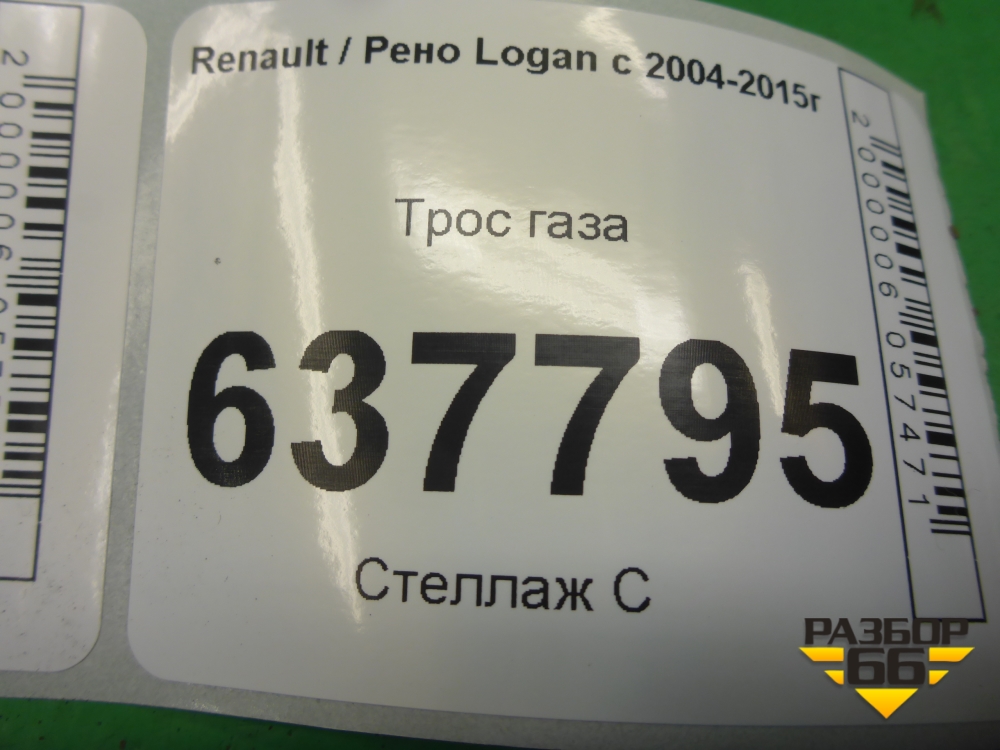 Renault / Рено Logan с 2004-2015г
Трос газа
637795
Стеллаж С
2000006057471
РАЗБОР
66